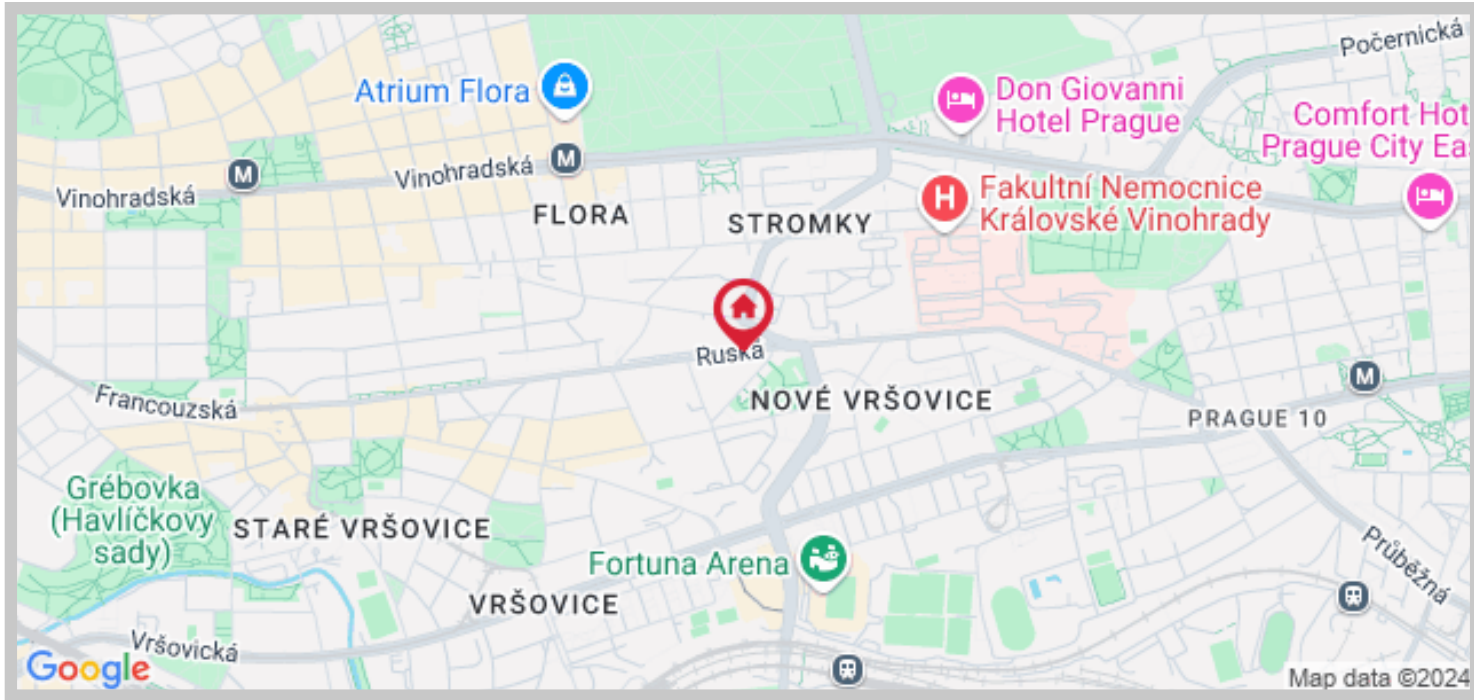 Počernická
Atrium Flora
Don Giovanni
Hotel Prague
Comfort Hot
Prague City Ea
M
Vinohradská
M
Vinohradská
H
Fakultní Nemocnice
Královské Vinohrady
FLORA
STROMKY
Ruská
M
Francouzská
NOVÉ VRŠOVICE
PRAGUE 10
Grébovka
(Havlíčkovy
sady)
STARÉ VRŠOVICE
Fortuna Arena
Průběžná
VRŠOVICE
Vršovická
Google
Map data ©2024